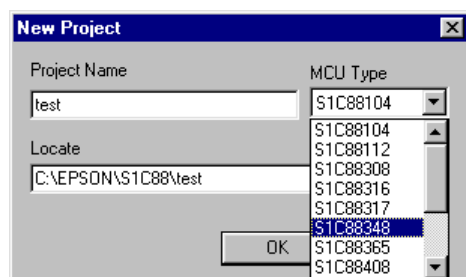 New Project
Project Name
MCU Type
test
S1C88104
S1C88104
S1C88112
Locate
S1C88308
C:\EPSON\S1C88\test
S1C88316
S1C88317
S1C88348
OK
S1C88365
S1C88408